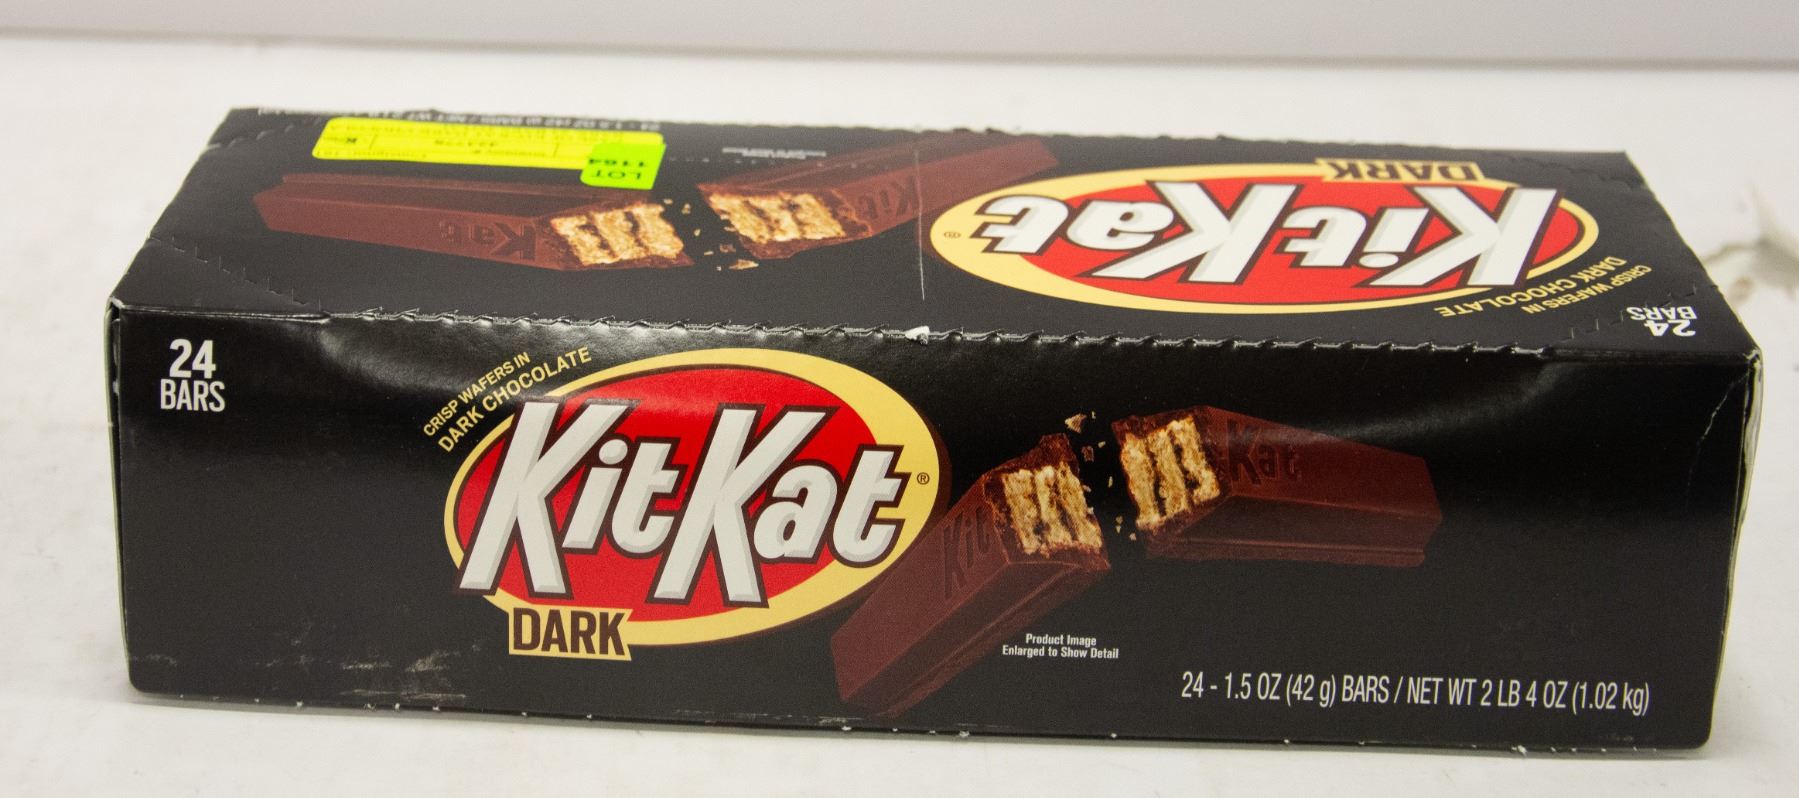 LOT
1164
Kat
Kit
DARK
KitKat
®
CRISP WAFERS IN
DARK CHOCOLATE
24
BARS
24
BARS
CRISP WAFERS IN
DARK CHOCOLATE
KitKat
®
DARK
Kit
Kat
Product Image
Enlarged to Show Detail
24 - 1.5 OZ (42 g) BARS / NET WT 2 LB 4 OZ (1.02 kg)